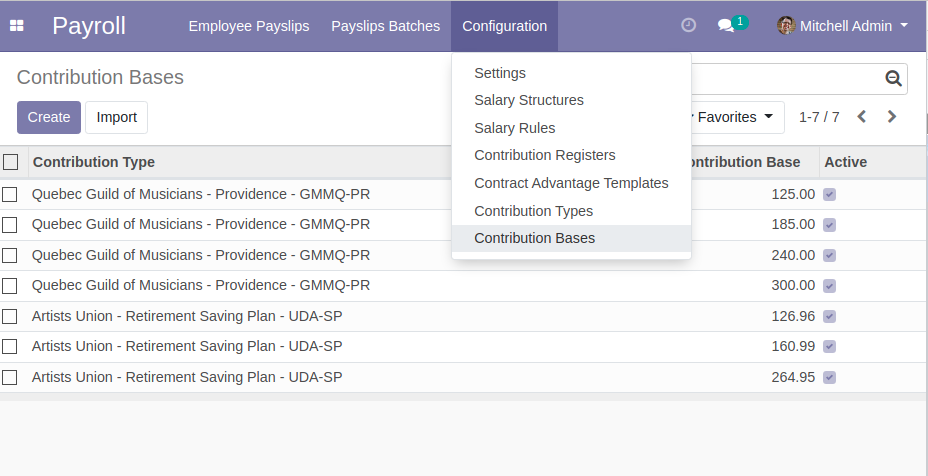 Payroll Employee Payslips Payslips Batches Configuration 1 Mitchell Admin
Contribution Bases
Settings
Salary Structures
Salary Rules
Contribution Registers
Contract Advantage Templates
Contribution Types
Contribution Bases
Create Import Favorites 1-7 / 7
Contribution Type Base Active
Quebec Guild of Musicians - Providence - GMMQ-PR 125.00
Quebec Guild of Musicians - Providence - GMMQ-PR 185.00
Quebec Guild of Musicians - Providence - GMMQ-PR 240.00
Quebec Guild of Musicians - Providence - GMMQ-PR 300.00
Artists Union - Retirement Saving Plan - UDA-SP 126.96
Artists Union - Retirement Saving Plan - UDA-SP 160.99
Artists Union - Retirement Saving Plan - UDA-SP 264.95